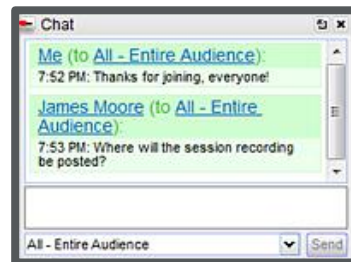 Chat
Me (to All - Entire Audience):
7:52 PM: Thanks for joining, everyone!
James Moore (to All - Entire
Audience):
7:53 PM: Where will the session recording
be posted?
All - Entire Audience
Send